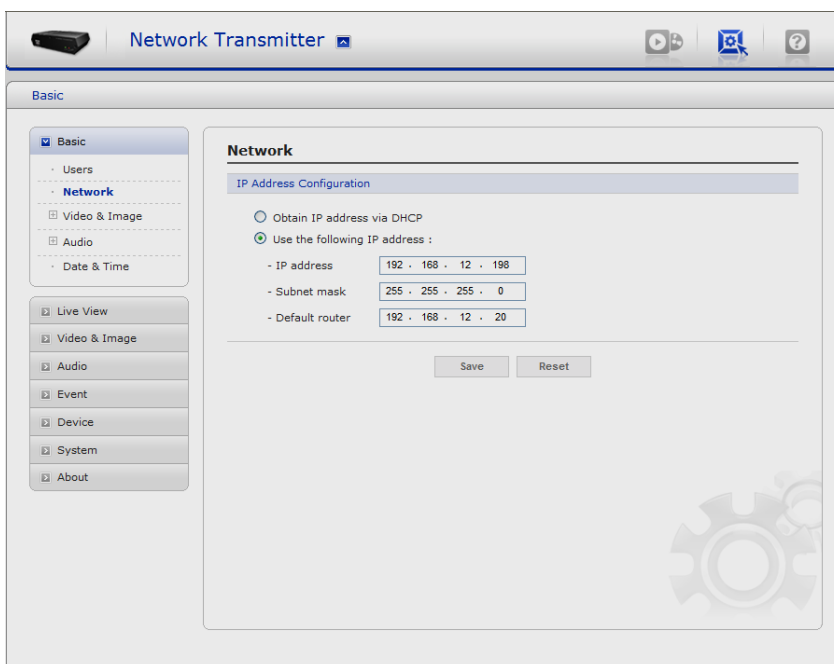 Network Transmitter
Basic
Basic
· Users
· Network
Video & Image
Audio
· Date & Time
Live View
Video & Image
Audio
Event
Device
System
About
Network
IP Address Configuration
Obtain IP address via DHCP
Use the following IP address :
- IP address 192 . 168 . 12 . 198
- Subnet mask 255 . 255 . 255 . 0
- Default router 192 . 168 . 12 . 20
Save Reset